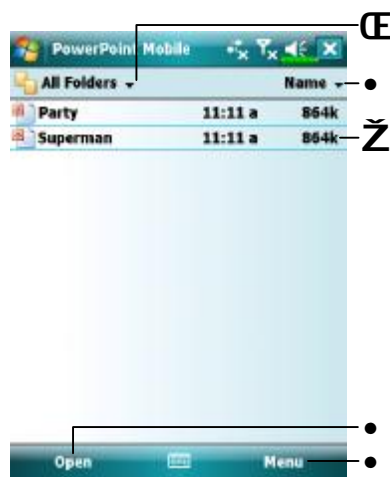 Œ
PowerPoint Mobile
All Folders Name •
Party 11:11 a 864k
Superman 11:11 a 864k Ž
•
Open Menu •